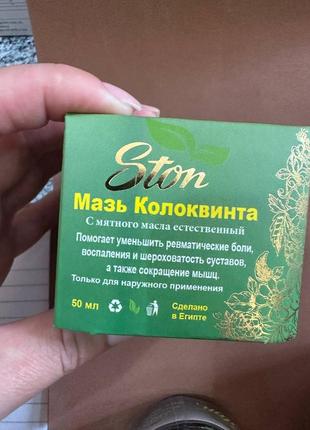 Ston
Мазь Колоквинта
С мятного масла естественный
Помогает уменьшить ревматические боли,
воспаления и шероховатость суставов,
а также сокращение мышц.
Только для наружного применения
50 мл
Сделано
в Египте